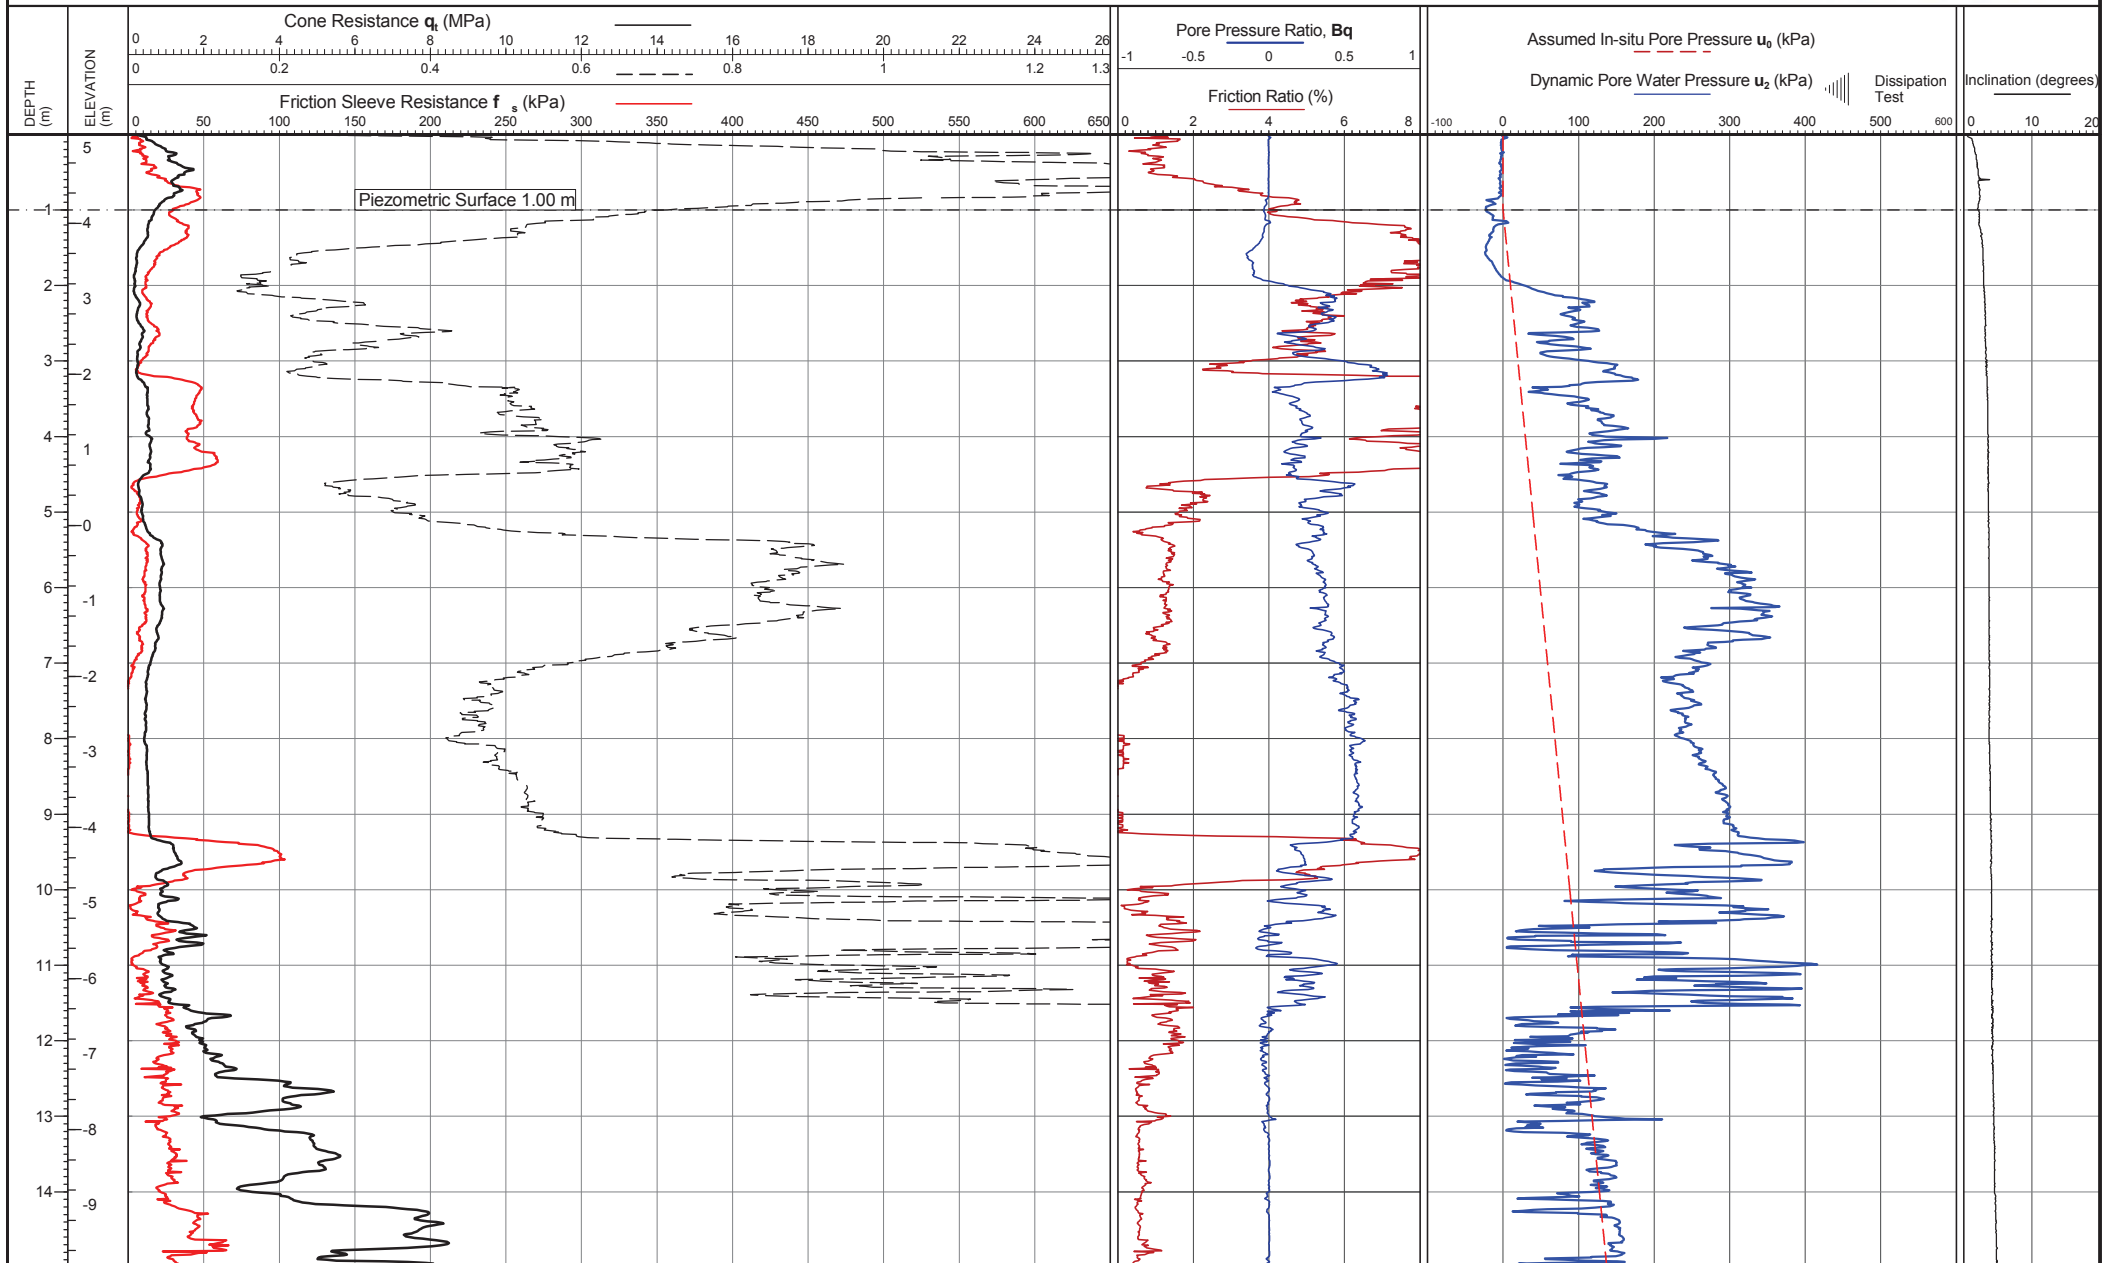 DEPTH (m)
ELEVATION (m)
Cone Resistance qt (MPa)
0 2 4 6 8 10 12 14 16 18 20 22 24 26
0 0.2 0.4 0.6 0.8 1 1.2 1.3
Friction Sleeve Resistance f s (kPa)
0 50 100 150 200 250 300 350 400 450 500 550 600 650
Pore Pressure Ratio, Bq
-1 -0.5 0 0.5 1
Friction Ratio (%)
0 2 4 6 8
Assumed In-situ Pore Pressure u0 (kPa)
Dynamic Pore Water Pressure u2 (kPa)
Dissipation
Test
-100 0 100 200 300 400 500 600
Inclination (degrees)
0 10 20
5
Piezometric Surface 1.00 m
1
4
2
3
3
2
4
1
5
0
6
-1
7
-2
8
-3
9
-4
10
-5
11
-6
12
-7
13
-8
14
-9